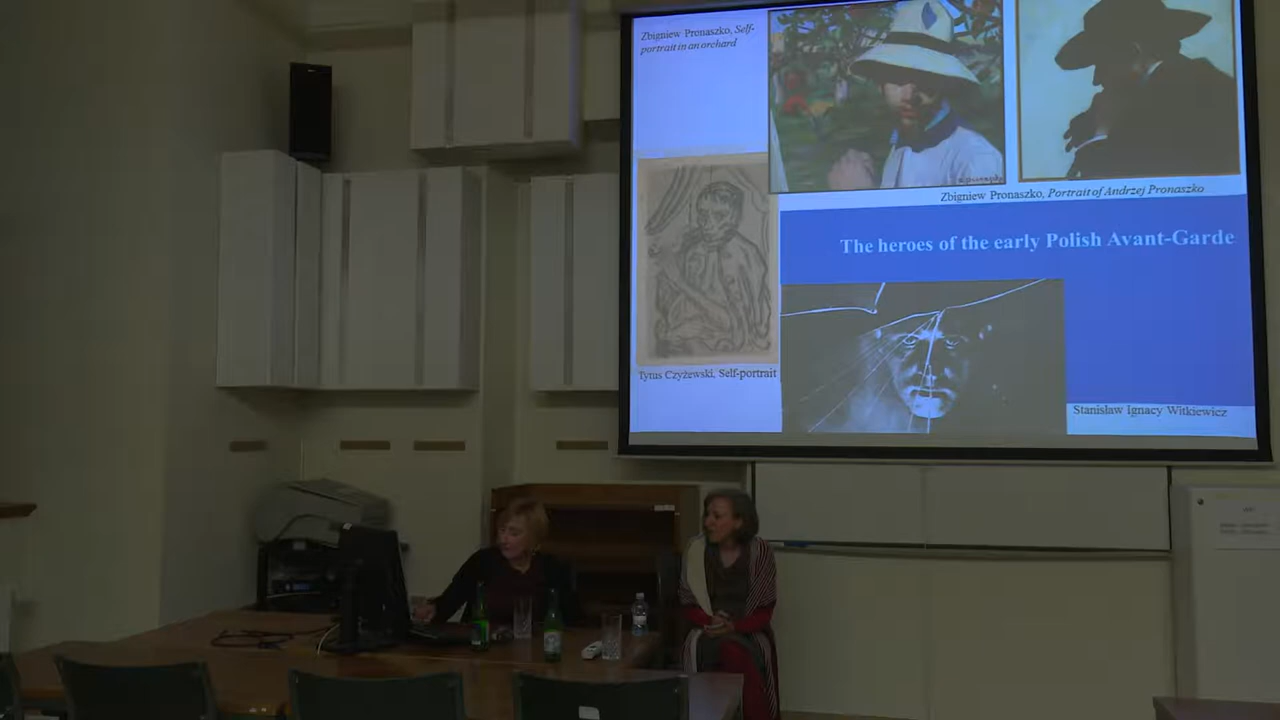 Zbigniew Pronaszko, Self-
portrait in an orchard
Zbigniew Pronaszko, Portrait of Andrzej Pronaszko
The heroes of the early Polish Avant-Garde
Tytus Czyżewski, Self-portrait
Stanisław Ignacy Witkiewicz